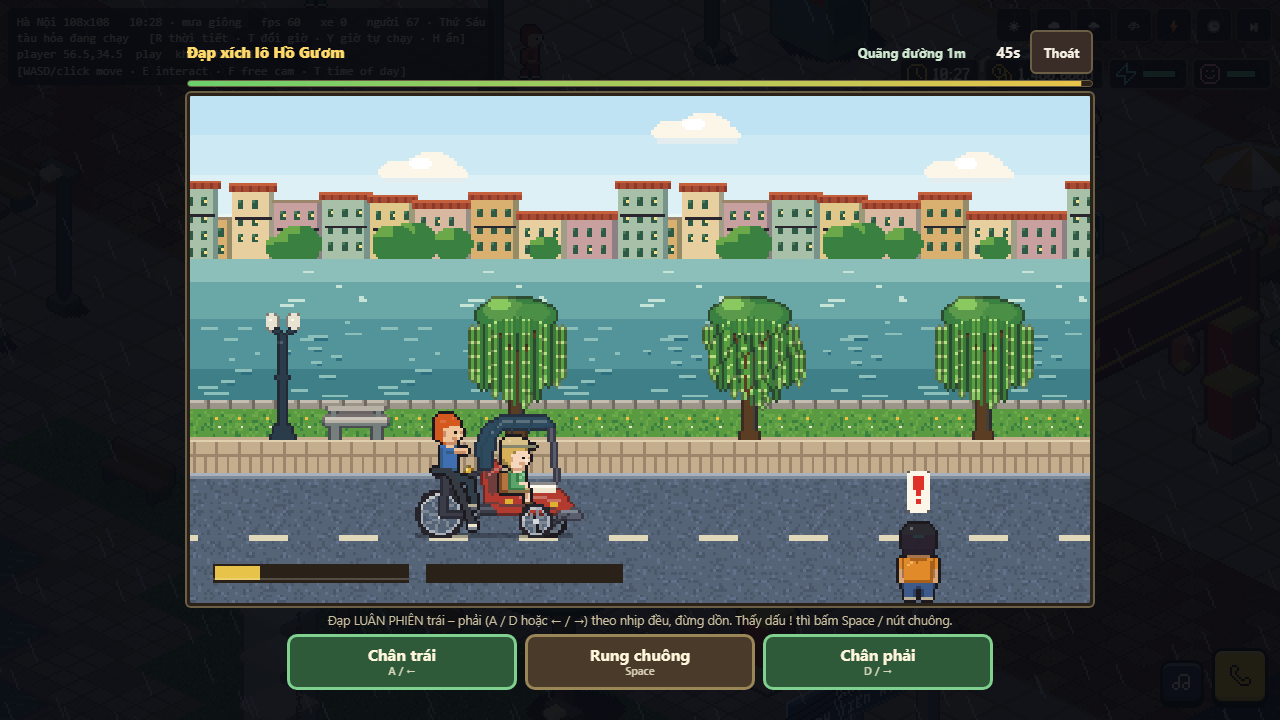 Hà Nội 108x108 10:28 · mưa giông fps 60 xe 0 người 67 · Thứ Sáu
tàu hỏa đang chạy [R thời tiết · T đổi giờ · Y giờ tự chạy · H ẩn]
player 56.5,34.5 play
[WASD/click move · E interact · F free cam · T time of day]
Đạp xích lô Hồ Gươm
Quãng đường 1m
45s
Thoát
10:27
!
Đạp LUÂN PHIÊN trái – phải (A / D hoặc ← / →) theo nhịp đều, đừng dồn. Thấy dấu ! thì bấm Space / nút chuông.
Chân trái
A / ←
Rung chuông
Space
Chân phải
D / →